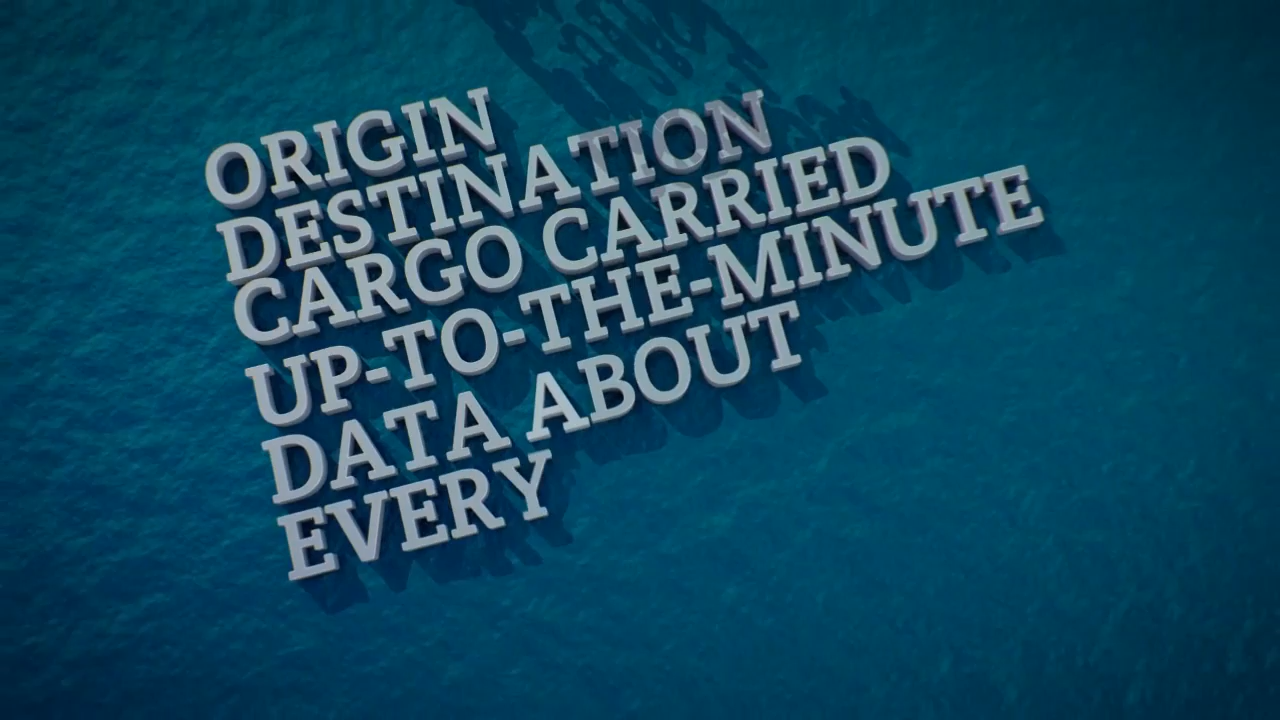 ORIGIN
DESTINATION
CARGO CARRIED
UP-TO-THE-MINUTE
DATA ABOUT
EVERY